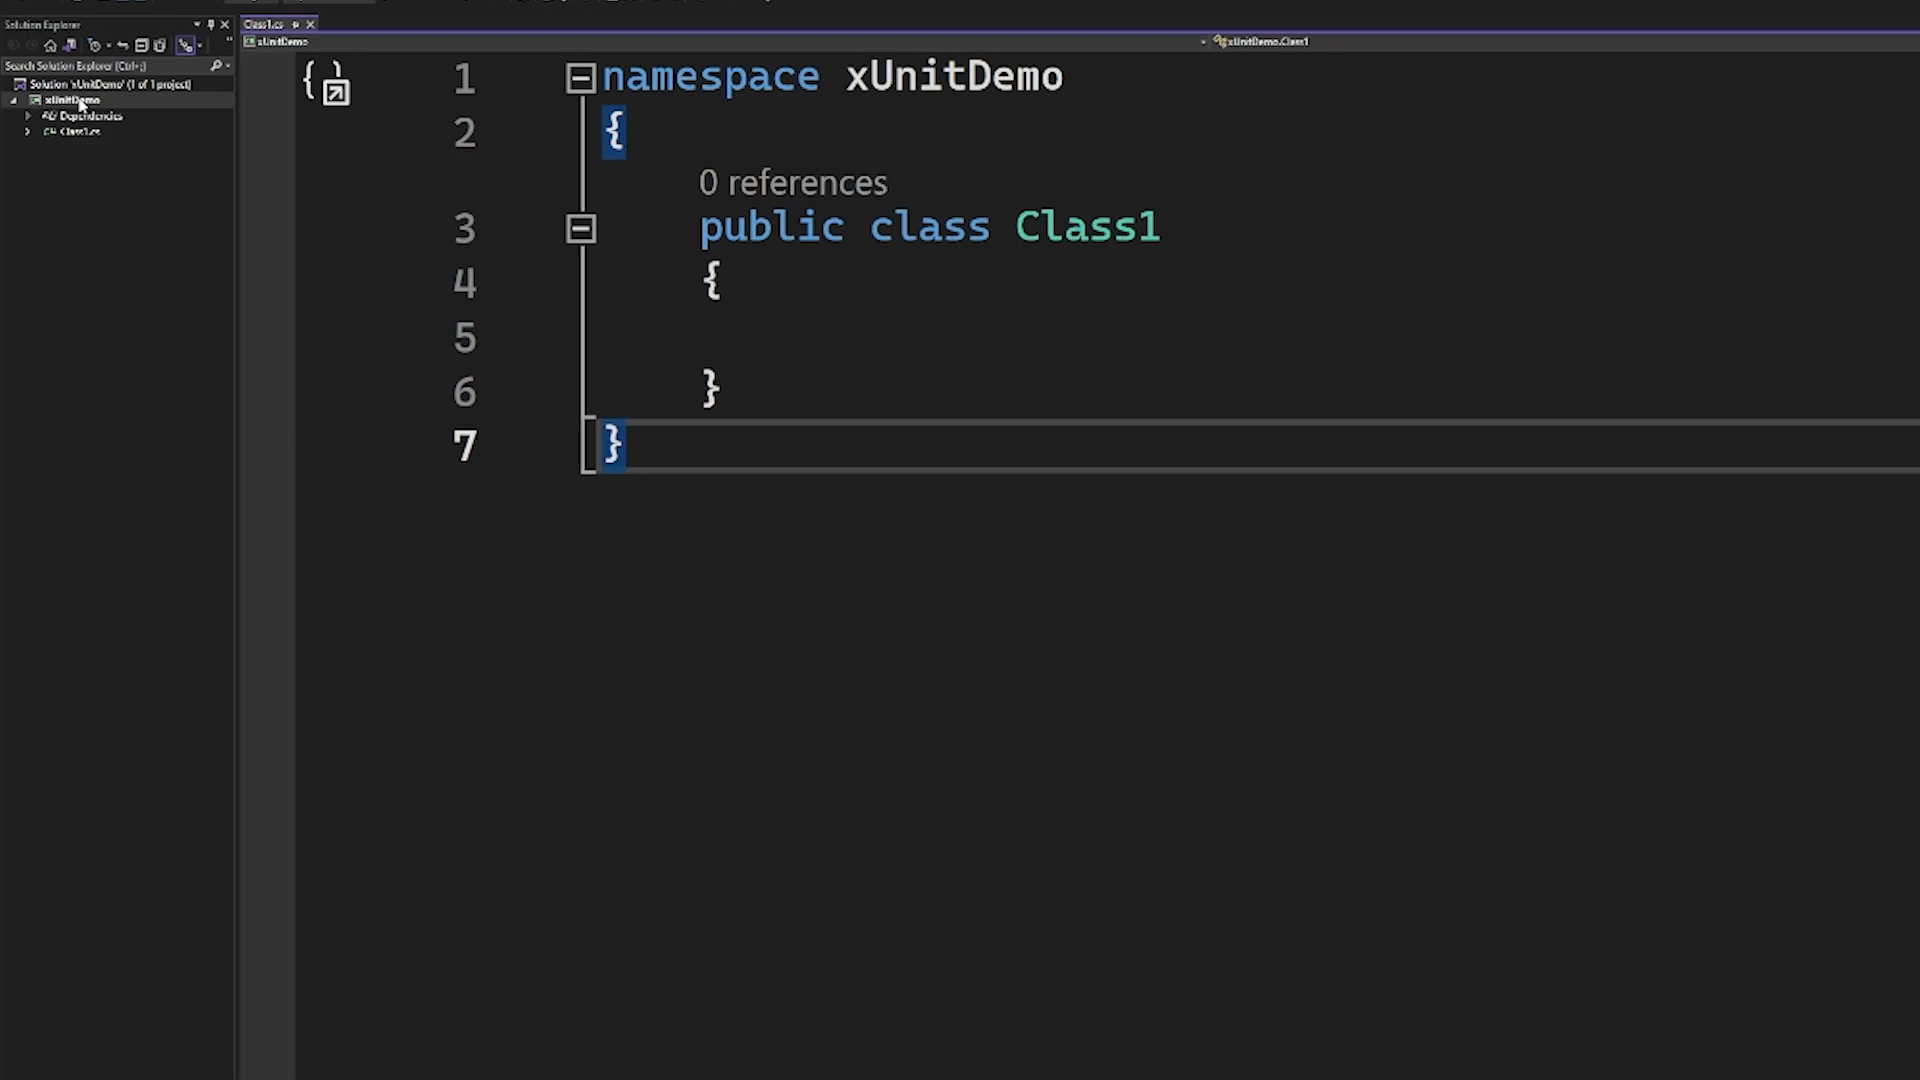 Solution Explorer
Class1.cs
xUnitDemo
xUnitDemo.Class1
Search Solution Explorer (Ctrl+;)
Solution 'xUnitDemo' (1 of 1 project)
xUnitDemo
Dependencies
C# Class1.cs
1 namespace xUnitDemo
2 {
0 references
3 public class Class1
4 {
5
6 }
7 }